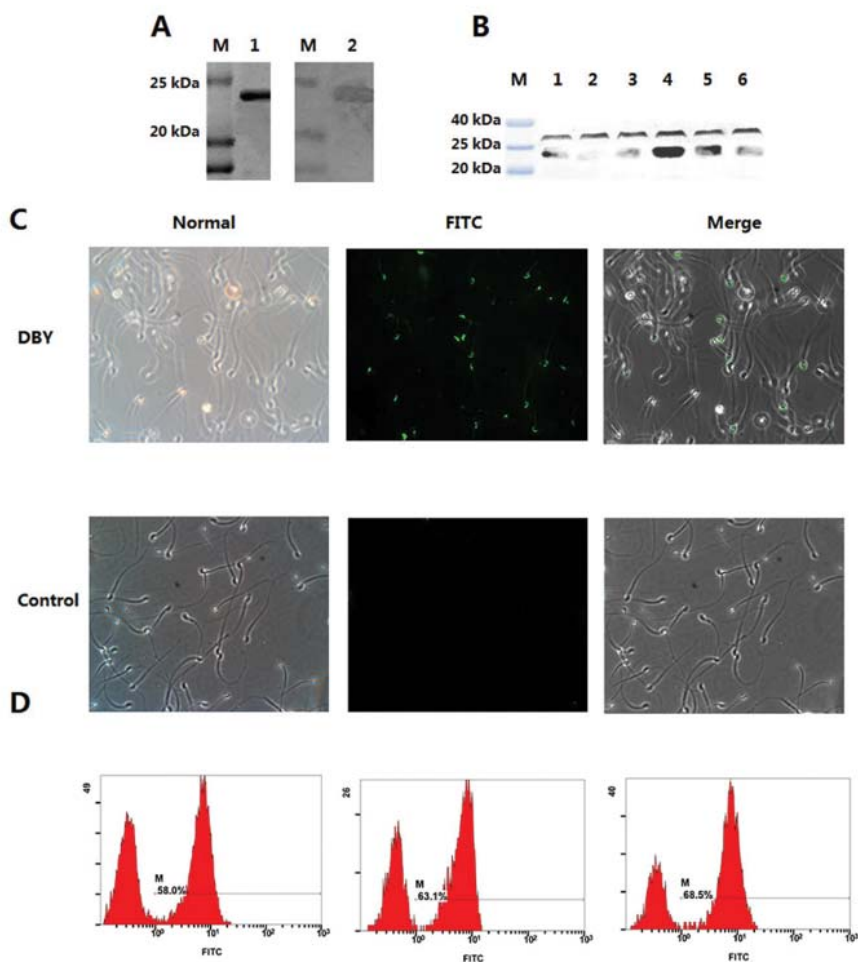 A
B
M 1
M 2
25 kDa
20 kDa
M 1 2 3 4 5 6
40 kDa
25 kDa
20 kDa
C
Normal
FITC
Merge
DBY
Control
D
49
M
58.0%
10⁰ 10¹ 10² 10³
FITC
26
M
63.1%
10⁰ 10¹ 10² 10³
FITC
40
M
68.5%
10⁰ 10¹ 10² 10³
FITC